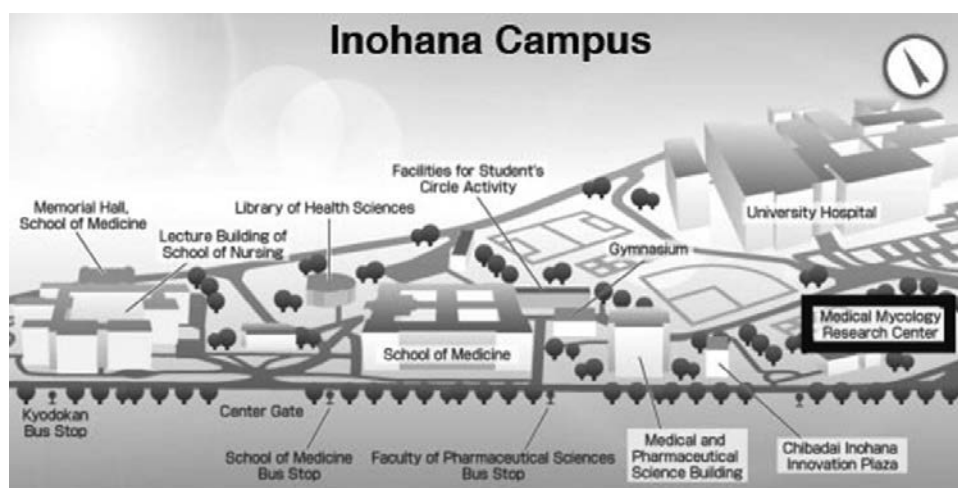 Inohana Campus
Facilities for Student's
Circle Activity
Memorial Hall,
School of Medicine
Library of Health Sciences
University Hospital
Lecture Building of
School of Nursing
Gymnasium
Medical Mycology
Research Center
School of Medicine
Kyodokan
Bus Stop
Center Gate
School of Medicine
Bus Stop
Faculty of Pharmaceutical Sciences
Bus Stop
Medical and
Pharmaceutical
Science Building
Chibadai Inohana
Innovation Plaza